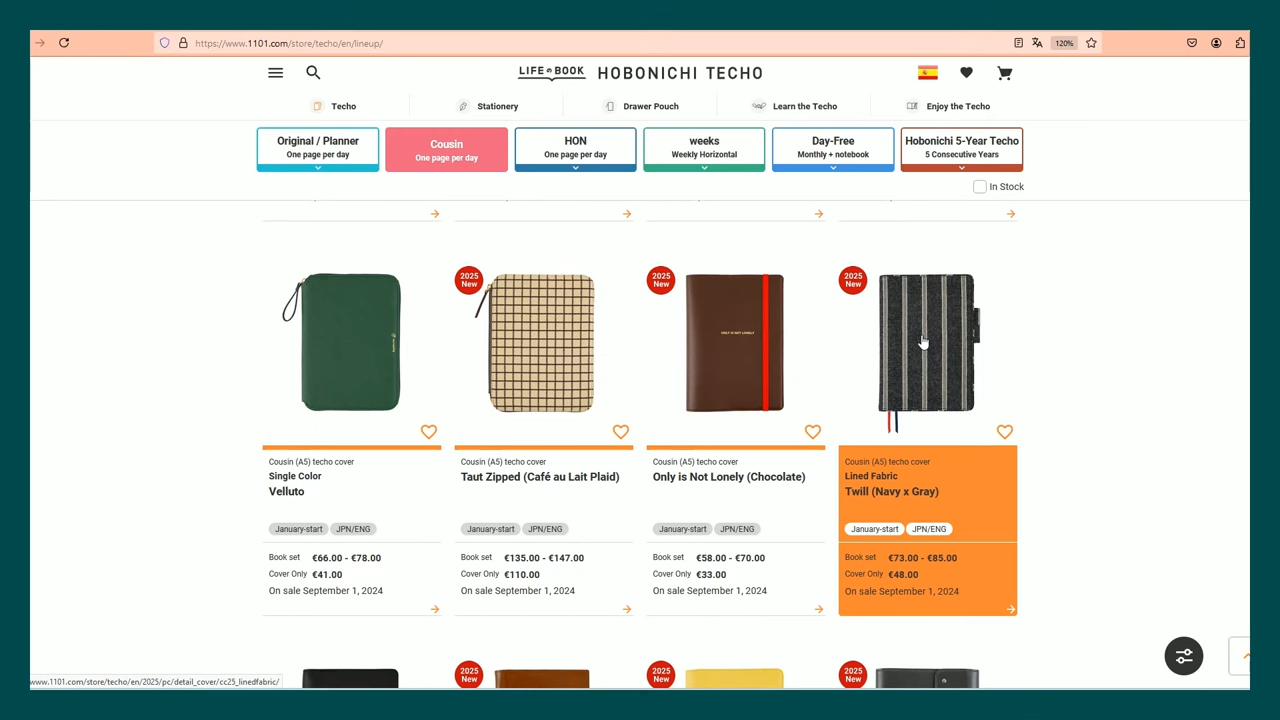 https://www.1101.com/store/techo/en/lineup/
120%
LIFE BOOK HOBONICHI TECHO
Techo
Stationery
Drawer Pouch
Learn the Techo
Enjoy the Techo
Original / Planner
One page per day
Cousin
One page per day
HON
One page per day
weeks
Weekly Horizontal
Day-Free
Monthly + notebook
Hobonichi 5-Year Techo
5 Consecutive Years
In Stock
2025
New
2025
New
ONLY IS NOT LONELY
2025
New
Cousin (A5) techo cover
Single Color
Velluto
January-start JPN/ENG
Book set €66.00 - €78.00
Cover Only €41.00
On sale September 1, 2024
Cousin (A5) techo cover
Taut Zipped (Café au Lait Plaid)
January-start JPN/ENG
Book set €135.00 - €147.00
Cover Only €110.00
On sale September 1, 2024
Cousin (A5) techo cover
Only is Not Lonely (Chocolate)
January-start JPN/ENG
Book set €58.00 - €70.00
Cover Only €33.00
On sale September 1, 2024
Cousin (A5) techo cover
Lined Fabric
Twill (Navy x Gray)
January-start JPN/ENG
Book set €73.00 - €85.00
Cover Only €48.00
On sale September 1, 2024
2025
New
2025
New
2025
New
www.1101.com/store/techo/en/2025/pc/detail_cover/cc25_linedfabric/